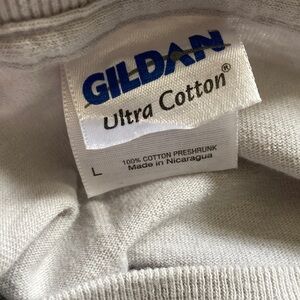 GILDAN
Ultra Cotton®
100% COTTON PRESHRUNK
L Made in Nicaragua